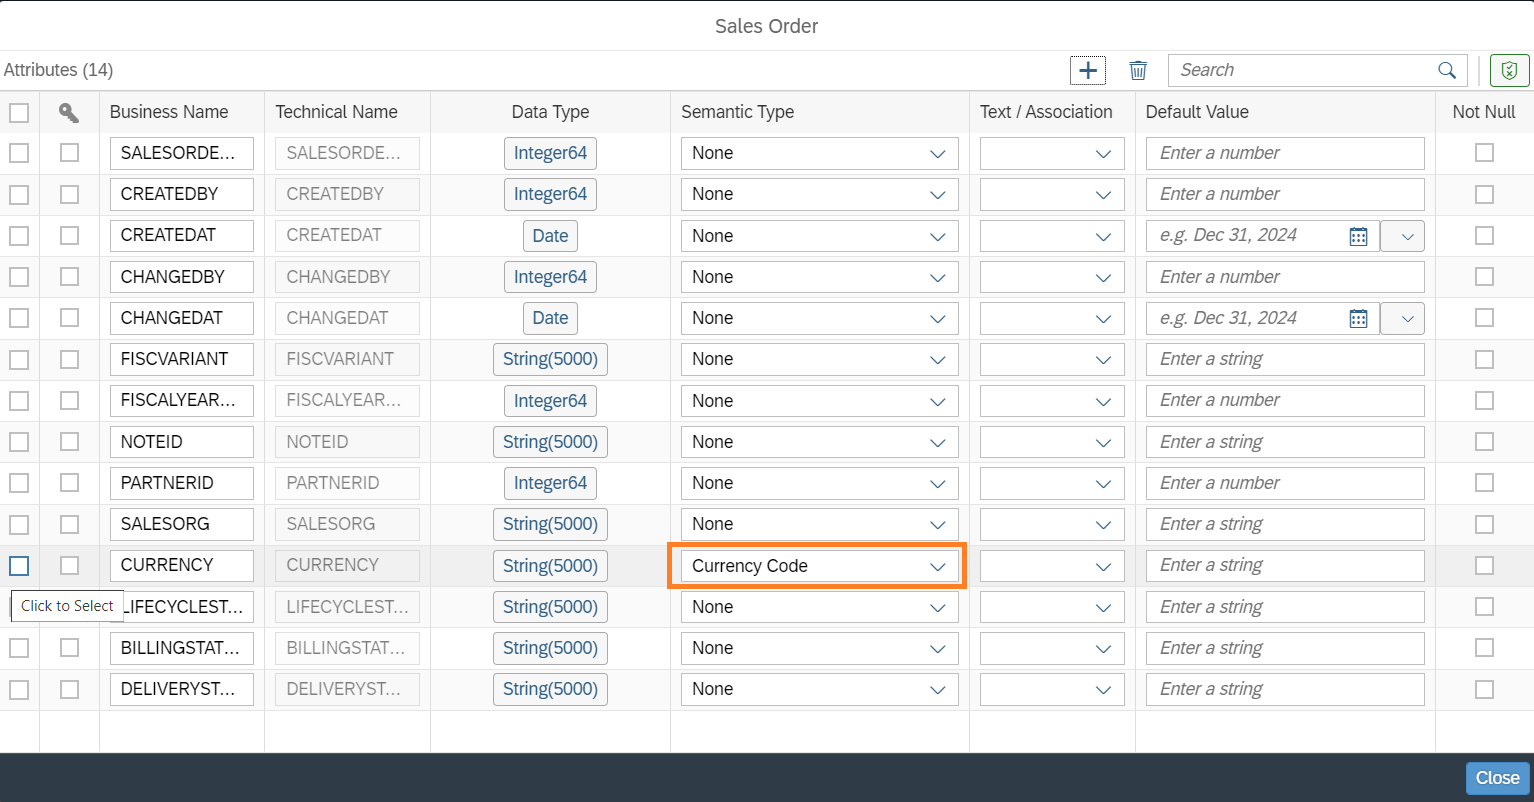 Sales Order
Attributes (14)
Search
Business Name Technical Name Data Type Semantic Type Text / Association Default Value Not Null
SALESORDE... SALESORDE... Integer64 None Enter a number
CREATEDBY CREATEDBY Integer64 None Enter a number
CREATEDAT CREATEDAT Date None e.g. Dec 31, 2024
CHANGEDBY CHANGEDBY Integer64 None Enter a number
CHANGEDAT CHANGEDAT Date None e.g. Dec 31, 2024
FISCVARIANT FISCVARIANT String(5000) None Enter a string
FISCALYEAR... FISCALYEAR... Integer64 None Enter a number
NOTEID NOTEID String(5000) None Enter a string
PARTNERID PARTNERID Integer64 None Enter a number
SALESORG SALESORG String(5000) None Enter a string
CURRENCY CURRENCY String(5000) Currency Code Enter a string
Click to Select LIFECYCLEST... LIFECYCLEST... String(5000) None Enter a string
BILLINGSTAT... BILLINGSTAT... String(5000) None Enter a string
DELIVERYST... DELIVERYST... String(5000) None Enter a string
Close